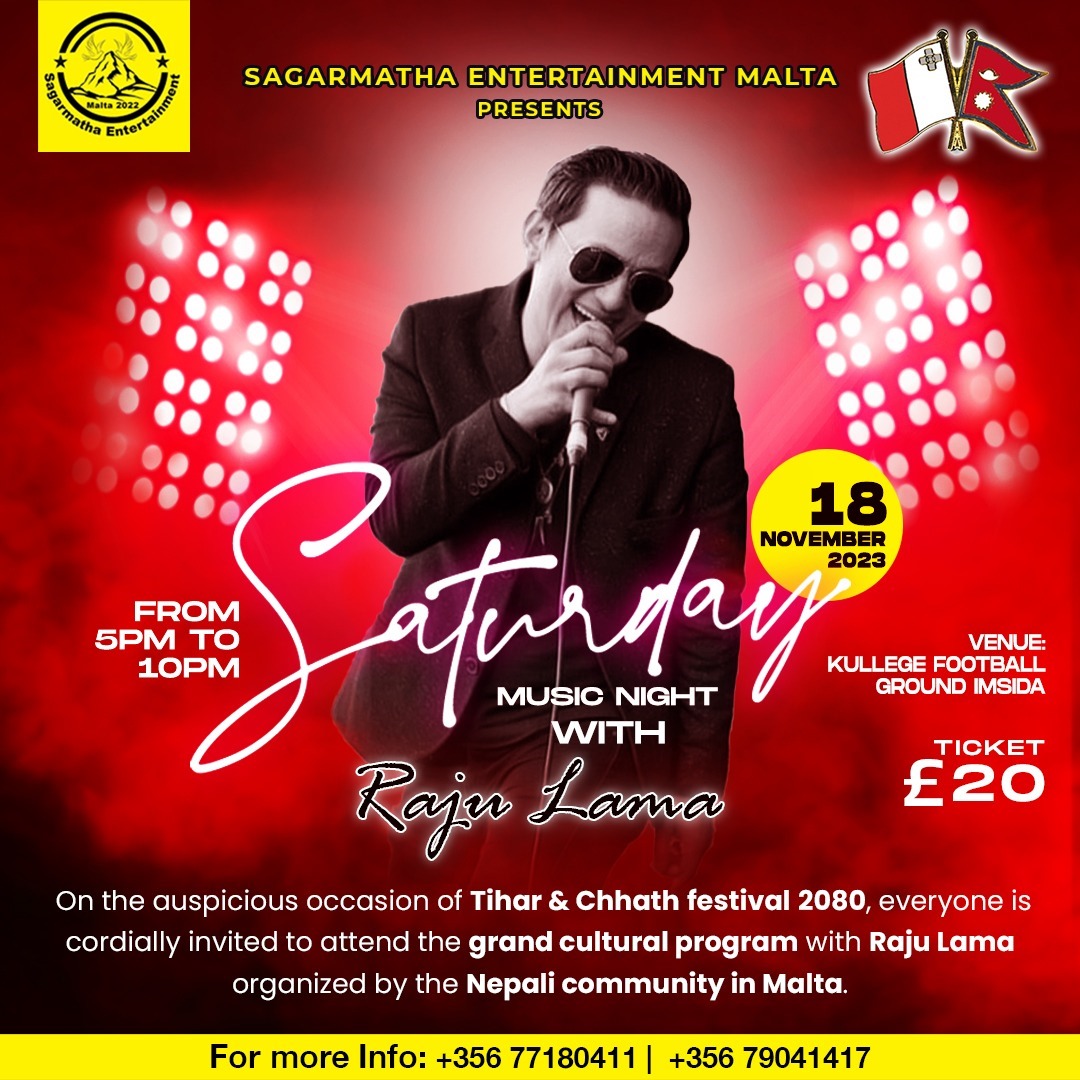 Sagarmatha Entertainment
Malta 2022
SAGARMATHA ENTERTAINMENT MALTA
PRESENTS
18
NOVEMBER
2023
Saturday
FROM
5PM TO
10PM
VENUE:
KULLEGE FOOTBALL
GROUND IMSIDA
MUSIC NIGHT
WITH
Raju Lama
TICKET
£20
On the auspicious occasion of Tihar & Chhath festival 2080, everyone is
cordially invited to attend the grand cultural program with Raju Lama
organized by the Nepali community in Malta.
For more Info: +356 77180411 | +356 79041417